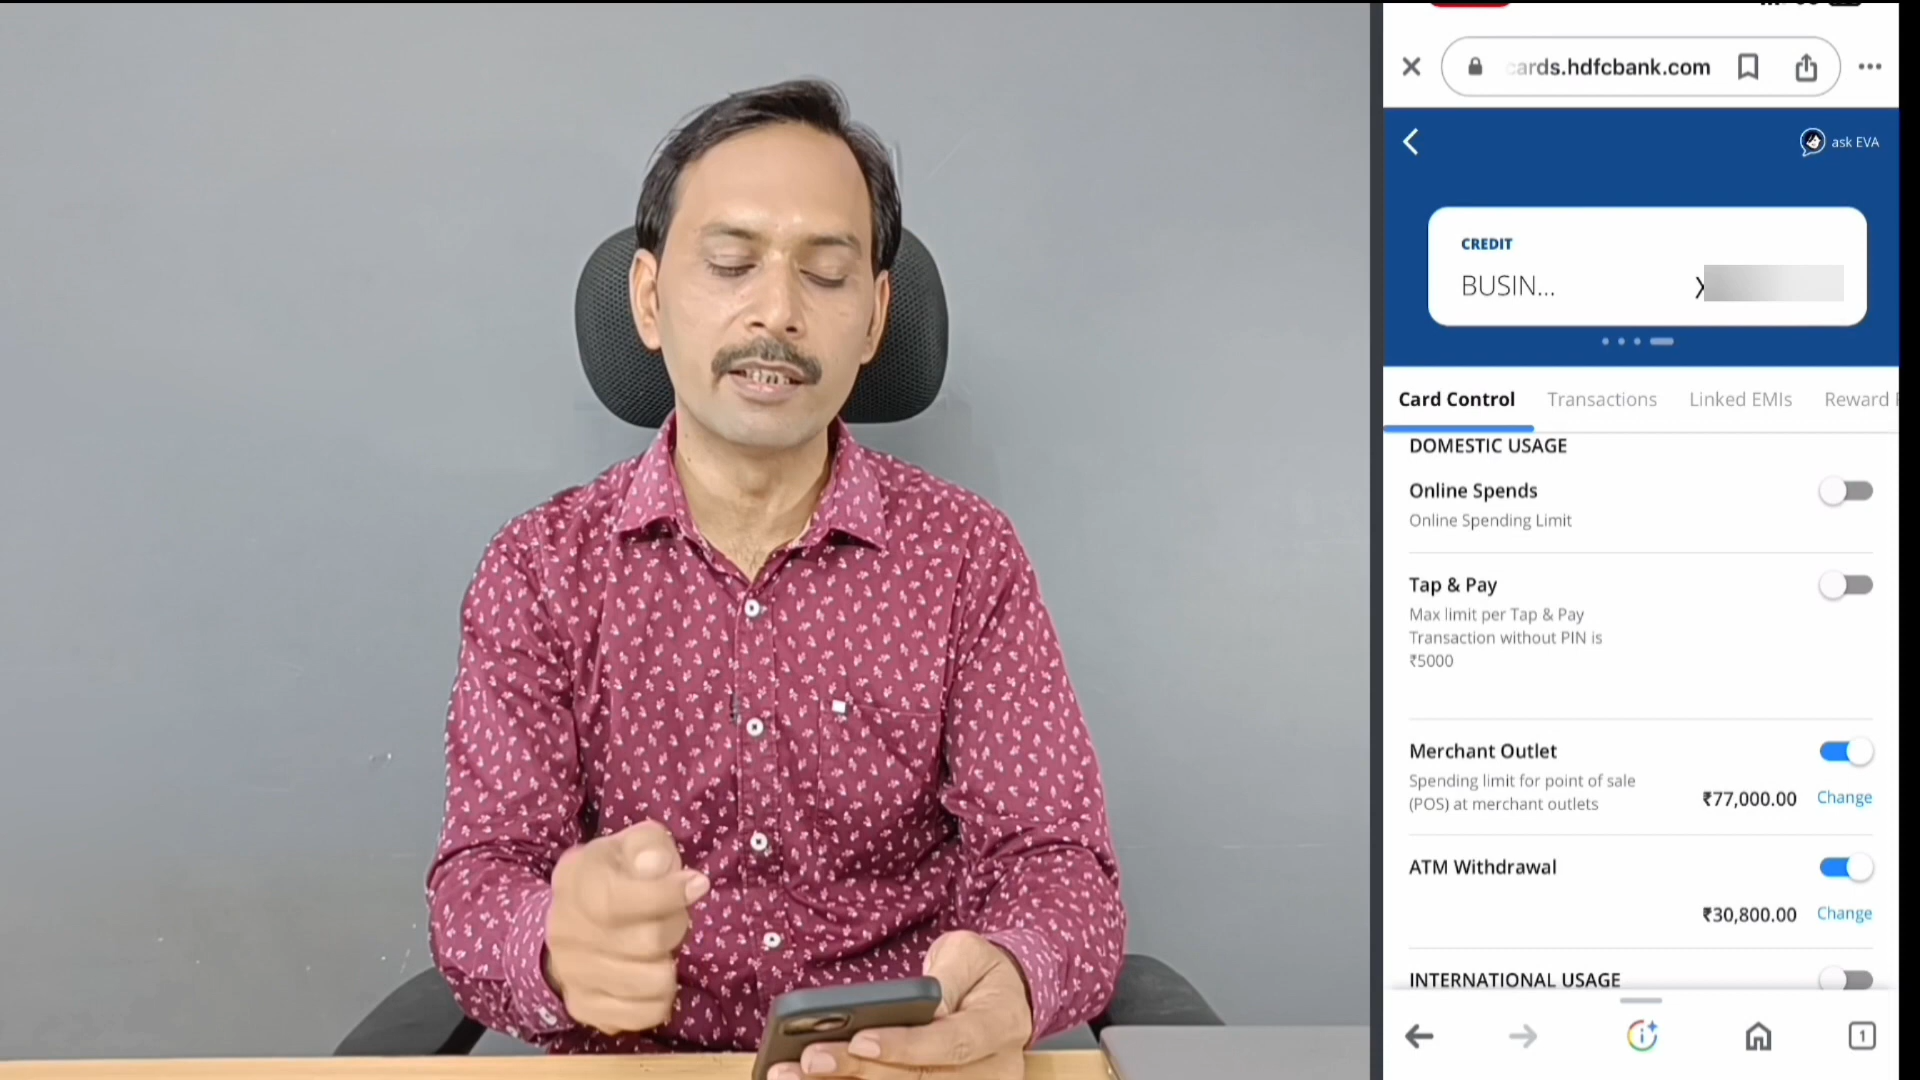 cards.hdfcbank.com
ask EVA
CREDIT
BUSIN...
Card Control Transactions Linked EMIs Reward
DOMESTIC USAGE
Online Spends
Online Spending Limit
Tap & Pay
Max limit per Tap & Pay
Transaction without PIN is
₹5000
Merchant Outlet
Spending limit for point of sale
(POS) at merchant outlets
₹77,000.00 Change
ATM Withdrawal
₹30,800.00 Change
INTERNATIONAL USAGE
1